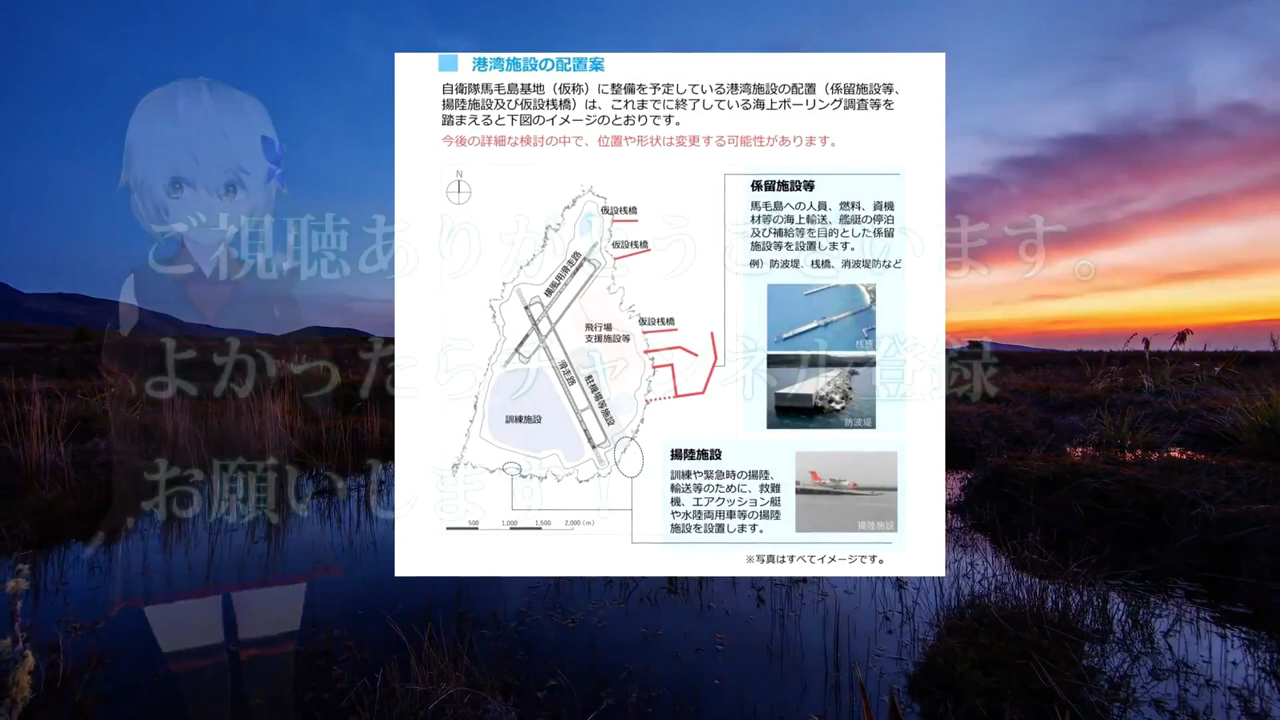 港湾施設の配置案
自衛隊馬毛島基地（仮称）に整備を予定している港湾施設の配置（係留施設等、
揚陸施設及び仮設桟橋）は、これまでに終了している海上ボーリング調査等を
踏まえると下図のイメージのとおりです。
今後の詳細な検討の中で、位置や形状は変更する可能性があります。
N
仮設桟橋
仮設桟橋
横風用滑走路
仮設桟橋
飛行場
支援施設等
滑走路
駐機場等施設
訓練施設
500 1,000 1,500 2,000 (m)
係留施設等
馬毛島への人員、燃料、資機
材等の海上輸送、艦艇の停泊
及び補給等を目的とした係留
施設等を設置します。
例）防波堤、桟橋、消波堤防など
桟橋
防波堤
揚陸施設
訓練や緊急時の揚陸、
輸送等のために、救難
機、エアクッション艇
や水陸両用車等の揚陸
施設を設置します。
揚陸施設
※写真はすべてイメージです。
ご視聴ありがとうございます。
よかったらチャンネル登録
お願いします！